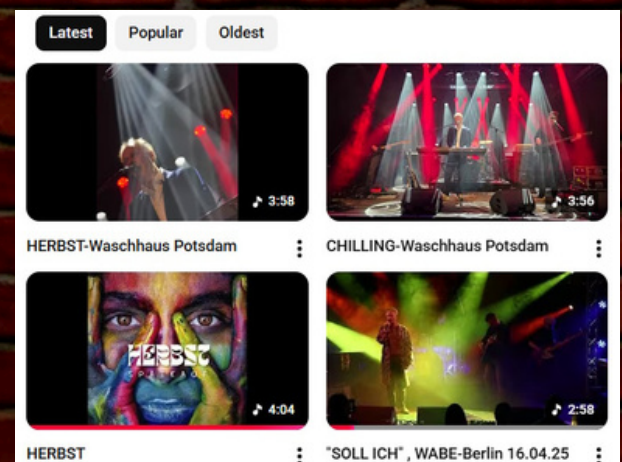 Latest Popular Oldest
3:58
3:56
HERBST-Waschhaus Potsdam
CHILLING-Waschhaus Potsdam
HERBST
4:04
2:58
HERBST
"SOLL ICH" , WABE-Berlin 16.04.25